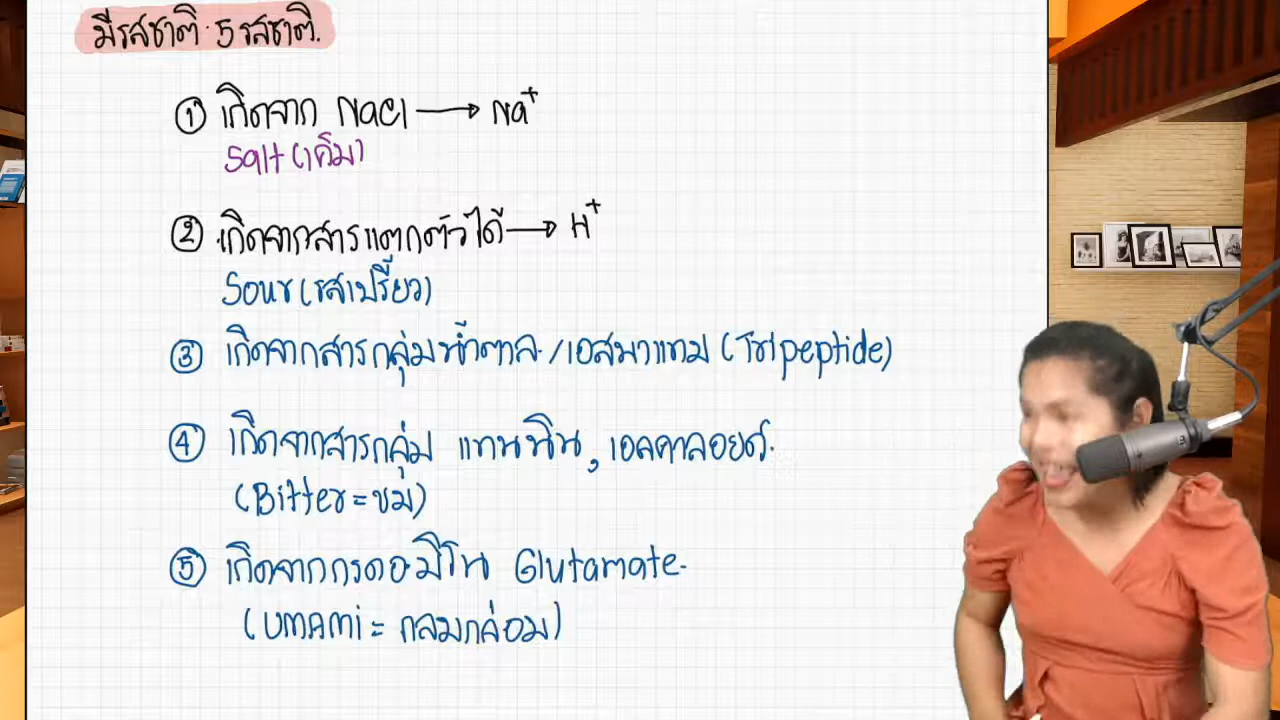 มีรสชาติ 5 รสชาติ.
① เกิดจาก NaCl → Na⁺
Salt (เค็ม)
② เกิดจากสารแตกตัวได้ → H⁺
Sour (รสเปรี้ยว)
③ เกิดจากสารกลุ่มน้ำตาล / เอสพาแทม (Tripeptide)
④ เกิดจากสารกลุ่ม แทนนิน, เอลคาลอยด์.
(Bitter = ขม)
⑤ เกิดจากกรดอะมิโน Glutamate.
(UMAMi = กลมกล่อม)